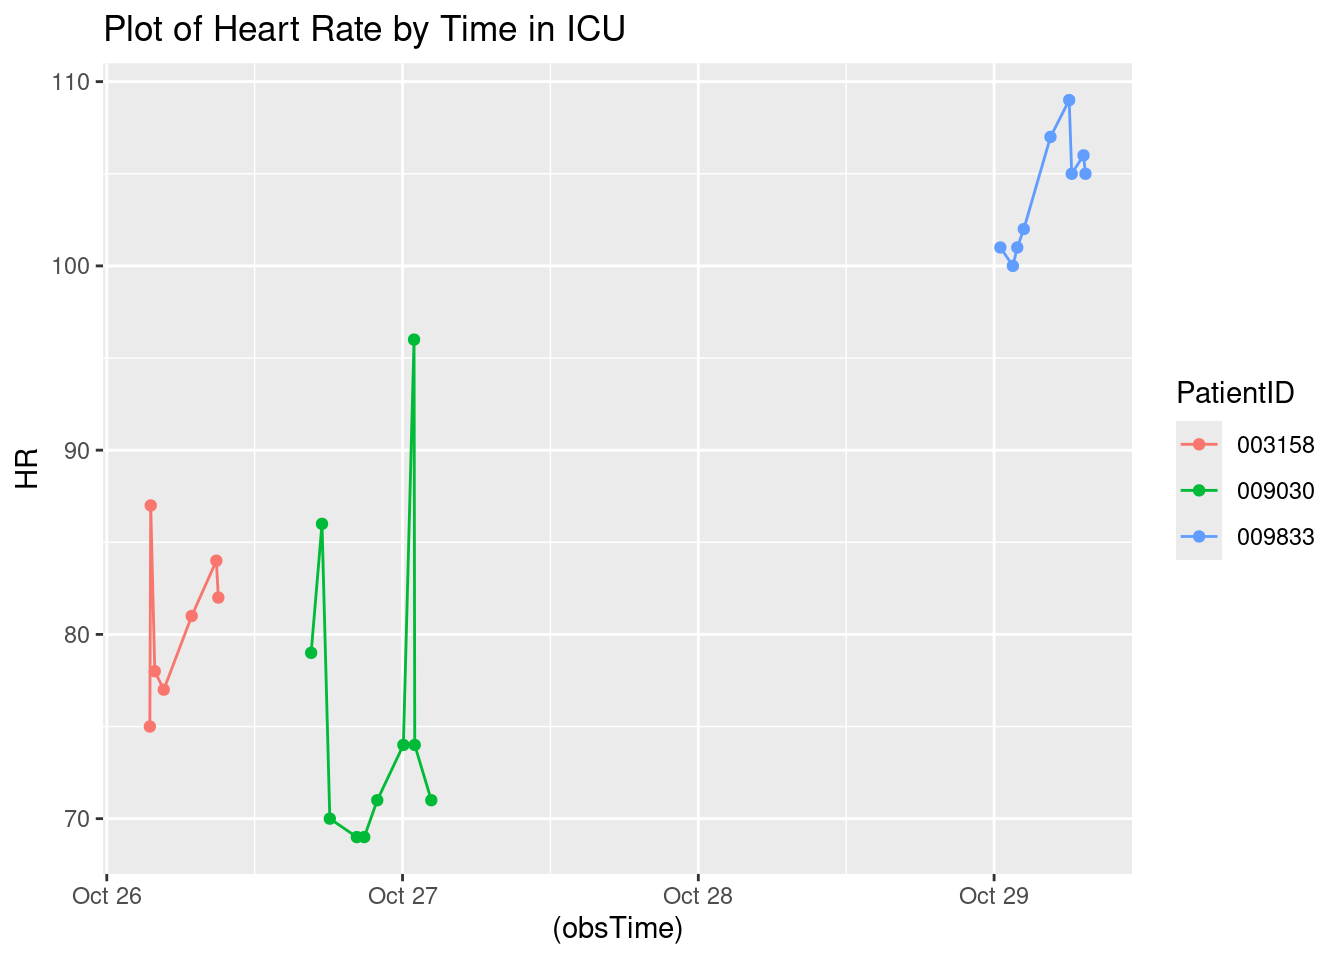 Plot of Heart Rate by Time in ICU
110
100
90
80
70
HR
Oct 26
Oct 27
Oct 28
Oct 29
(obsTime)
PatientID
003158
009030
009833